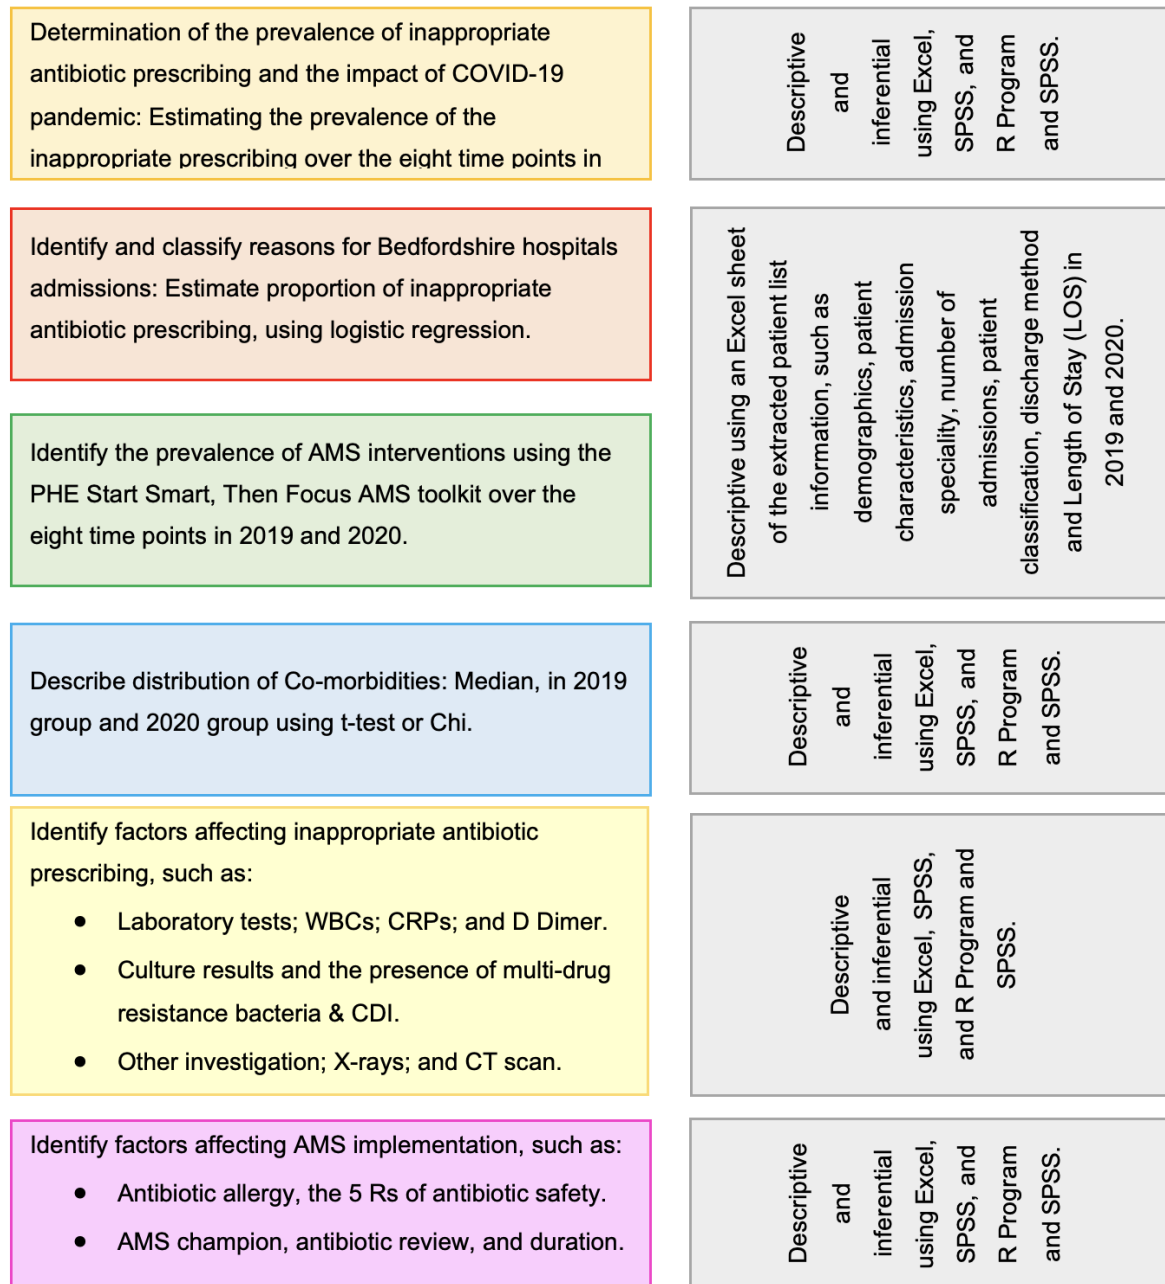 Determination of the prevalence of inappropriate
antibiotic prescribing and the impact of COVID-19
pandemic: Estimating the prevalence of the
inappropriate prescribing over the eight time points in
Descriptive
and
inferential
using Excel,
SPSS, and
R Program
and SPSS.
Identify and classify reasons for Bedfordshire hospitals
admissions: Estimate proportion of inappropriate
antibiotic prescribing, using logistic regression.
Identify the prevalence of AMS interventions using the
PHE Start Smart, Then Focus AMS toolkit over the
eight time points in 2019 and 2020.
Descriptive using an Excel sheet
of the extracted patient list
information, such as
demographics, patient
characteristics, admission
speciality, number of
admissions, patient
classification, discharge method
and Length of Stay (LOS) in
2019 and 2020.
Describe distribution of Co-morbidities: Median, in 2019
group and 2020 group using t-test or Chi.
Descriptive
and
inferential
using Excel,
SPSS, and
R Program
and SPSS.
Identify factors affecting inappropriate antibiotic
prescribing, such as:
● Laboratory tests; WBCs; CRPs; and D Dimer.
● Culture results and the presence of multi-drug
resistance bacteria & CDI.
● Other investigation; X-rays; and CT scan.
Descriptive
and inferential
using Excel, SPSS,
and R Program and
SPSS.
Identify factors affecting AMS implementation, such as:
● Antibiotic allergy, the 5 Rs of antibiotic safety.
● AMS champion, antibiotic review, and duration.
Descriptive
and
inferential
using Excel,
SPSS, and
R Program
and SPSS.